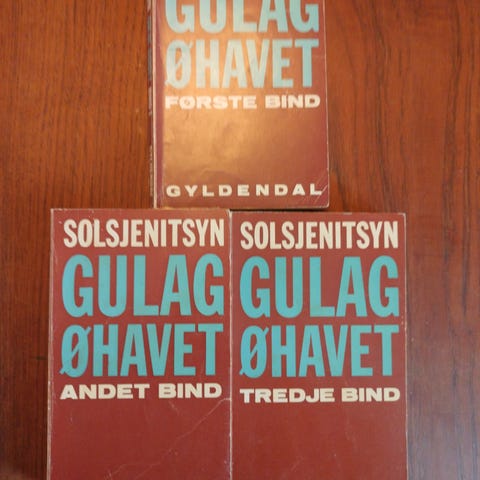 GULAG
ØHAVET
FØRSTE BIND
GYLDENDAL
SOLSJENITSYN
GULAG
ØHAVET
ANDET BIND
SOLSJENITSYN
GULAG
ØHAVET
TREDJE BIND